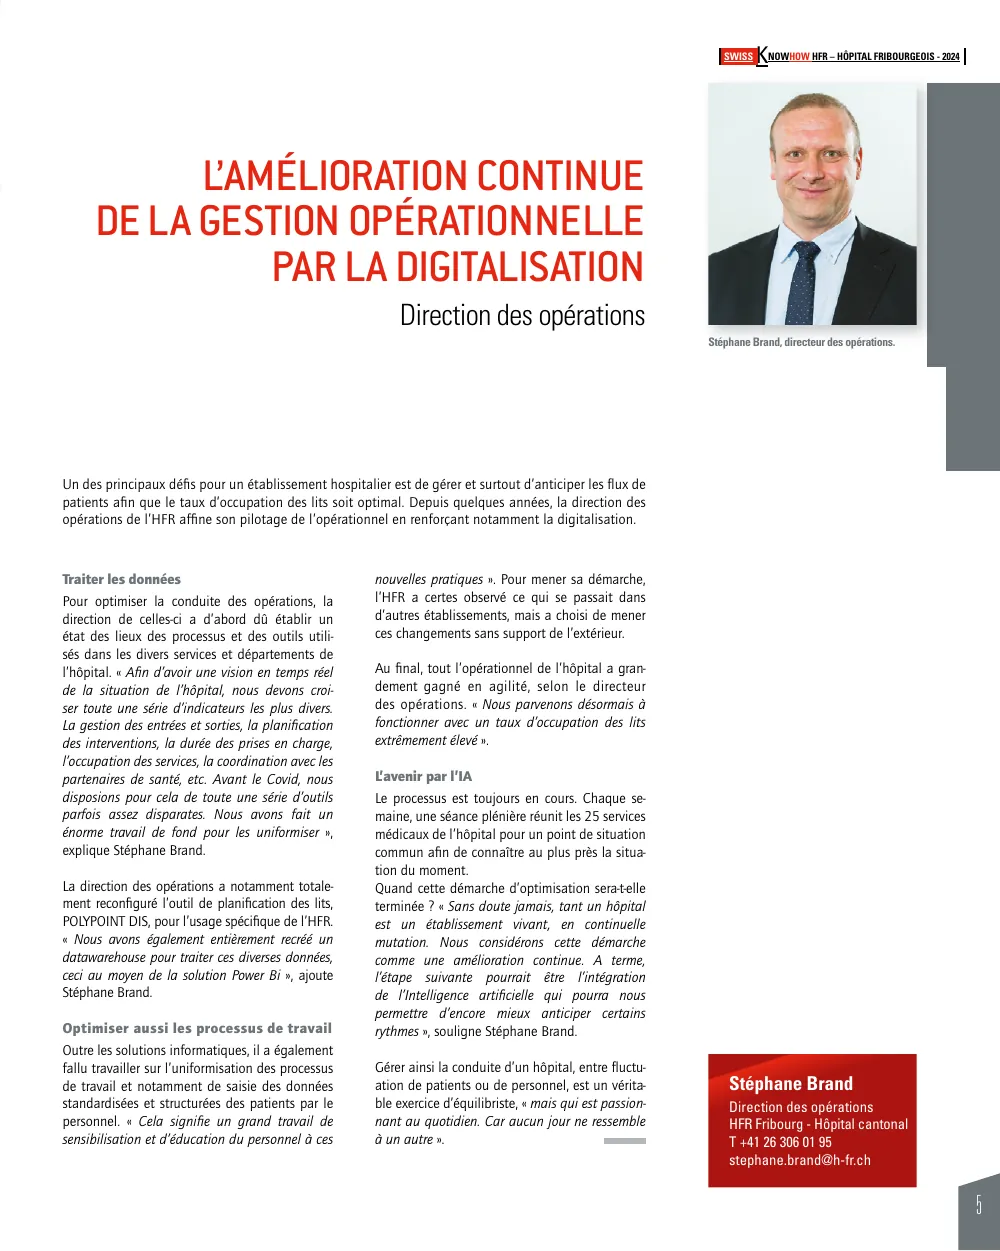 SWISS KNOWHOW HFR – HÔPITAL FRIBOURGEOIS - 2024
L’AMÉLIORATION CONTINUE
DE LA GESTION OPÉRATIONNELLE
PAR LA DIGITALISATION
Direction des opérations
Stéphane Brand, directeur des opérations.
Un des principaux défis pour un établissement hospitalier est de gérer et surtout d’anticiper les flux de
patients afin que le taux d’occupation des lits soit optimal. Depuis quelques années, la direction des
opérations de l’HFR affine son pilotage de l’opérationnel en renforçant notamment la digitalisation.
Traiter les données
Pour optimiser la conduite des opérations, la
direction de celles-ci a d’abord dû établir un
état des lieux des processus et des outils utili-
sés dans les divers services et départements de
l’hôpital. « Afin d’avoir une vision en temps réel
de la situation de l’hôpital, nous devons croi-
ser toute une série d’indicateurs les plus divers.
La gestion des entrées et sorties, la planification
des interventions, la durée des prises en charge,
l’occupation des services, la coordination avec les
partenaires de santé, etc. Avant le Covid, nous
disposions pour cela de toute une série d’outils
parfois assez disparates. Nous avons fait un
énorme travail de fond pour les uniformiser »,
explique Stéphane Brand.
La direction des opérations a notamment totale-
ment reconfiguré l’outil de planification des lits,
POLYPOINT DIS, pour l’usage spécifique de l’HFR.
« Nous avons également entièrement recréé un
datawarehouse pour traiter ces diverses données,
ceci au moyen de la solution Power Bi », ajoute
Stéphane Brand.
Optimiser aussi les processus de travail
Outre les solutions informatiques, il a également
fallu travailler sur l’uniformisation des processus
de travail et notamment de saisie des données
standardisées et structurées des patients par le
personnel. « Cela signifie un grand travail de
sensibilisation et d’éducation du personnel à ces
nouvelles pratiques ». Pour mener sa démarche,
l’HFR a certes observé ce qui se passait dans
d’autres établissements, mais a choisi de mener
ces changements sans support de l’extérieur.
Au final, tout l’opérationnel de l’hôpital a gran-
dement gagné en agilité, selon le directeur
des opérations. « Nous parvenons désormais à
fonctionner avec un taux d’occupation des lits
extrêmement élevé ».
L’avenir par l’IA
Le processus est toujours en cours. Chaque se-
maine, une séance plénière réunit les 25 services
médicaux de l’hôpital pour un point de situation
commun afin de connaître au plus près la situa-
tion du moment.
Quand cette démarche d’optimisation sera-t-elle
terminée ? « Sans doute jamais, tant un hôpital
est un établissement vivant, en continuelle
mutation. Nous considérons cette démarche
comme une amélioration continue. A terme,
l’étape suivante pourrait être l’intégration
de l’Intelligence artificielle qui pourra nous
permettre d’encore mieux anticiper certains
rythmes », souligne Stéphane Brand.
Gérer ainsi la conduite d’un hôpital, entre fluctu-
ation de patients ou de personnel, est un vérita-
ble exercice d’équilibriste, « mais qui est passion-
nant au quotidien. Car aucun jour ne ressemble
à un autre ».
Stéphane Brand
Direction des opérations
HFR Fribourg - Hôpital cantonal
T +41 26 306 01 95
stephane.brand@h-fr.ch
5